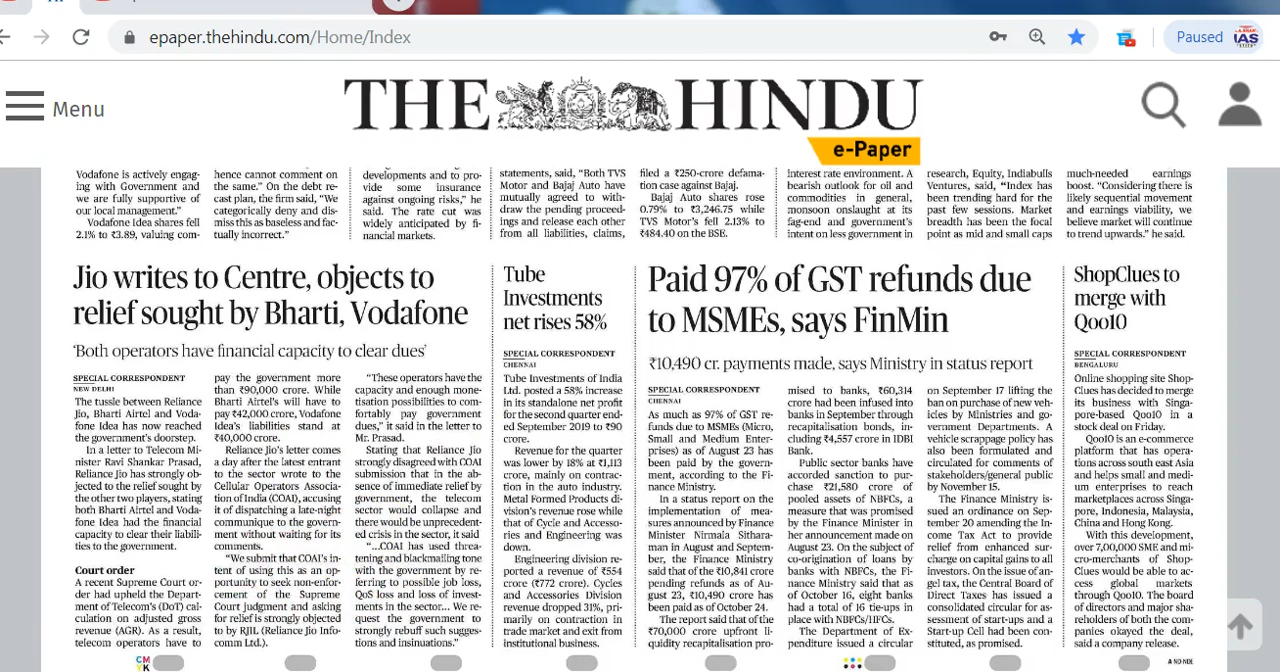 epaper.thehindu.com/Home/Index
Paused
IAS
Menu
THE HINDU
e-Paper
Vodafone is actively engag-
ing with Government and
we are fully supportive of
our local management."
Vodafone Idea shares fell
2.1% to ₹3.89, valuing com-
hence cannot comment on
the same." On the debt re-
cast plan, the firm said, "We
categorically deny and dis-
miss this as baseless and fac-
tually incorrect."
developments and to pro-
vide some insurance
against ongoing risks," he
said. The rate cut was
widely anticipated by fi-
nancial markets.
statements, said, "Both TVS
Motor and Bajaj Auto have
mutually agreed to with-
draw the pending proceed-
ings and release each other
from all liabilities, claims,
filed a ₹250-crore defama-
tion case against Bajaj.
Bajaj Auto shares rose
0.79% to ₹3,246.75 while
TVS Motor's fell 2.13% to
₹484.40 on the BSE.
interest rate environment. A
bearish outlook for oil and
commodities in general,
monsoon onslaught at its
fag-end and government's
intent on less government in
research, Equity, Indiabulls
Ventures, said, "Index has
been trending hard for the
past few sessions. Market
breadth has been the focal
point as mid and small caps
much-needed earnings
boost. "Considering there is
likely sequential movement
and earnings viability, we
believe market will continue
to trend upwards." he said.
Jio writes to Centre, objects to
relief sought by Bharti, Vodafone
'Both operators have financial capacity to clear dues'
SPECIAL CORRESPONDENT
NEW DELHI
The tussle between Reliance
Jio, Bharti Airtel and Voda-
fone Idea has now reached
the government's doorstep.
In a letter to Telecom Mi-
nister Ravi Shankar Prasad,
Reliance Jio has strongly ob-
jected to the relief sought by
the other two players, stating
both Bharti Airtel and Voda-
fone Idea had the financial
capacity to clear their liabili-
ties to the government.
Court order
A recent Supreme Court or-
der had upheld the Depart-
ment of Telecom's (DoT) cal-
culation on adjusted gross
revenue (AGR). As a result,
telecom operators have to
pay the government more
than ₹90,000 crore. While
Bharti Airtel's will have to
pay ₹42,000 crore, Vodafone
Idea's liabilities stand at
₹40,000 crore.
Reliance Jio's letter comes
a day after the latest entrant
to the sector wrote to the
Cellular Operators Associa-
tion of India (COAI), accusing
it of dispatching a late-night
communique to the govern-
ment without waiting for its
comments.
"We submit that COAI's in-
tent of using this as an op-
portunity to seek non-enfor-
cement of the Supreme
Court judgment and asking
for relief is strongly objected
to by RJIL (Reliance Jio Info-
comm Ltd.).
"These operators have the
capacity and enough mone-
tisation possibilities to com-
fortably pay government
dues," it said in the letter to
Mr. Prasad.
Stating that Reliance Jio
strongly disagreed with COAI
submission that in the ab-
sence of immediate relief by
government, the telecom
sector would collapse and
there would be unprecedent-
ed crisis in the sector, it said
"...COAI has used threa-
tening and blackmailing tone
with the government by re-
ferring to possible job loss,
QoS loss and loss of invest-
ments in the sector... We re-
quest the government to
strongly rebuff such sugges-
tions and insinuations."
Tube
Investments
net rises 58%
SPECIAL CORRESPONDENT
CHENNAI
Tube Investments of India
Ltd. posted a 58% increase
in its standalone net profit
for the second quarter end-
ed September 2019 to ₹90
crore.
Revenue for the quarter
was lower by 18% at ₹1,113
crore, mainly on contrac-
tion in the auto industry.
Metal Formed Products di-
vision's revenue rose while
that of Cycle and Accesso-
ries and Engineering was
down.
Engineering division re-
ported a revenue of ₹554
crore (₹772 crore). Cycles
and Accessories Division
revenue dropped 31%, pri-
marily on contraction in
trade market and exit from
institutional business.
Paid 97% of GST refunds due
to MSMEs, says FinMin
₹10,490 cr. payments made, says Ministry in status report
SPECIAL CORRESPONDENT
CHENNAI
As much as 97% of GST re-
funds due to MSMEs (Micro,
Small and Medium Enter-
prises) as of August 23 has
been paid by the govern-
ment, according to the Fi-
nance Ministry.
In a status report on the
implementation of mea-
sures announced by Finance
Minister Nirmala Sithara-
man in August and Septem-
ber, the Finance Ministry
said that of the ₹10,841 crore
pending refunds as of Au-
gust 23, ₹10,490 crore has
been paid as of October 24.
The report said that of the
₹70,000 crore upfront li-
quidity recapitalisation pro-
mised to banks, ₹60,314
crore had been infused into
banks in September through
recapitalisation bonds, in-
cluding ₹4,557 crore in IDBI
Bank.
Public sector banks have
accorded sanction to pur-
chase ₹21,580 crore of
pooled assets of NBFCs, a
measure that was promised
by the Finance Minister in
her announcement made on
August 23. On the subject of
co-origination of loans by
banks with NBFCs, the Fi-
nance Ministry said that as
of October 16, eight banks
had a total of 16 tie-ups in
place with NBFCs/HFCs.
The Department of Ex-
penditure issued a circular
on September 17 lifting the
ban on purchase of new veh-
icles by Ministries and go-
vernment Departments. A
vehicle scrappage policy has
also been formulated and
circulated for comments of
stakeholders/general public
by November 15.
The Finance Ministry is-
sued an ordinance on Sep-
tember 20 amending the In-
come Tax Act to provide
relief from enhanced sur-
charge on capital gains to all
investors. On the issue of an-
gel tax, the Central Board of
Direct Taxes has issued a
consolidated circular for as-
sessment of start-ups and a
Start-up Cell had been con-
stituted, as promised.
ShopClues to
merge with
Qoo10
SPECIAL CORRESPONDENT
BENGALURU
Online shopping site Shop-
Clues has decided to merge
its business with Singa-
pore-based Qoo10 in a
stock deal on Friday.
Qoo10 is an e-commerce
platform that has opera-
tions across south east Asia
and helps small and medi-
um enterprises to reach
marketplaces across Singa-
pore, Indonesia, Malaysia,
China and Hong Kong.
With this development,
over 7,00,000 SME and mi-
cro-merchants of Shop-
Clues would be able to ac-
cess global markets
through Qoo10. The board
of directors and major sha-
reholders of both the com-
panies okayed the deal,
said a company release.
CM
YK
A ND-NDE